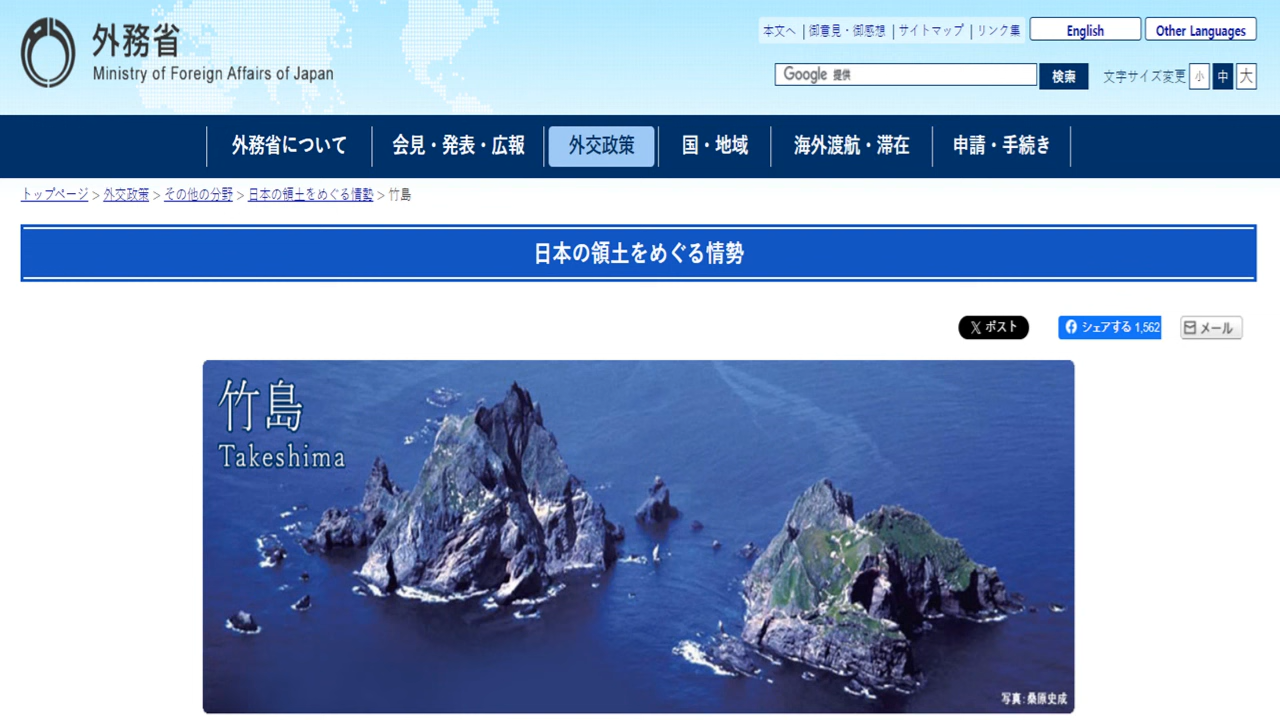 外務省
Ministry of Foreign Affairs of Japan
本文へ | 御意見・御感想 | サイトマップ | リンク集
English
Other Languages
Google 提供
検索
文字サイズ変更 小 中 大
外務省について
会見・発表・広報
外交政策
国・地域
海外渡航・滞在
申請・手続き
トップページ > 外交政策 > その他の分野 > 日本の領土をめぐる情勢 > 竹島
日本の領土をめぐる情勢
X ポスト
シェアする 1,562
メール
竹島
Takeshima
写真：桑原史成